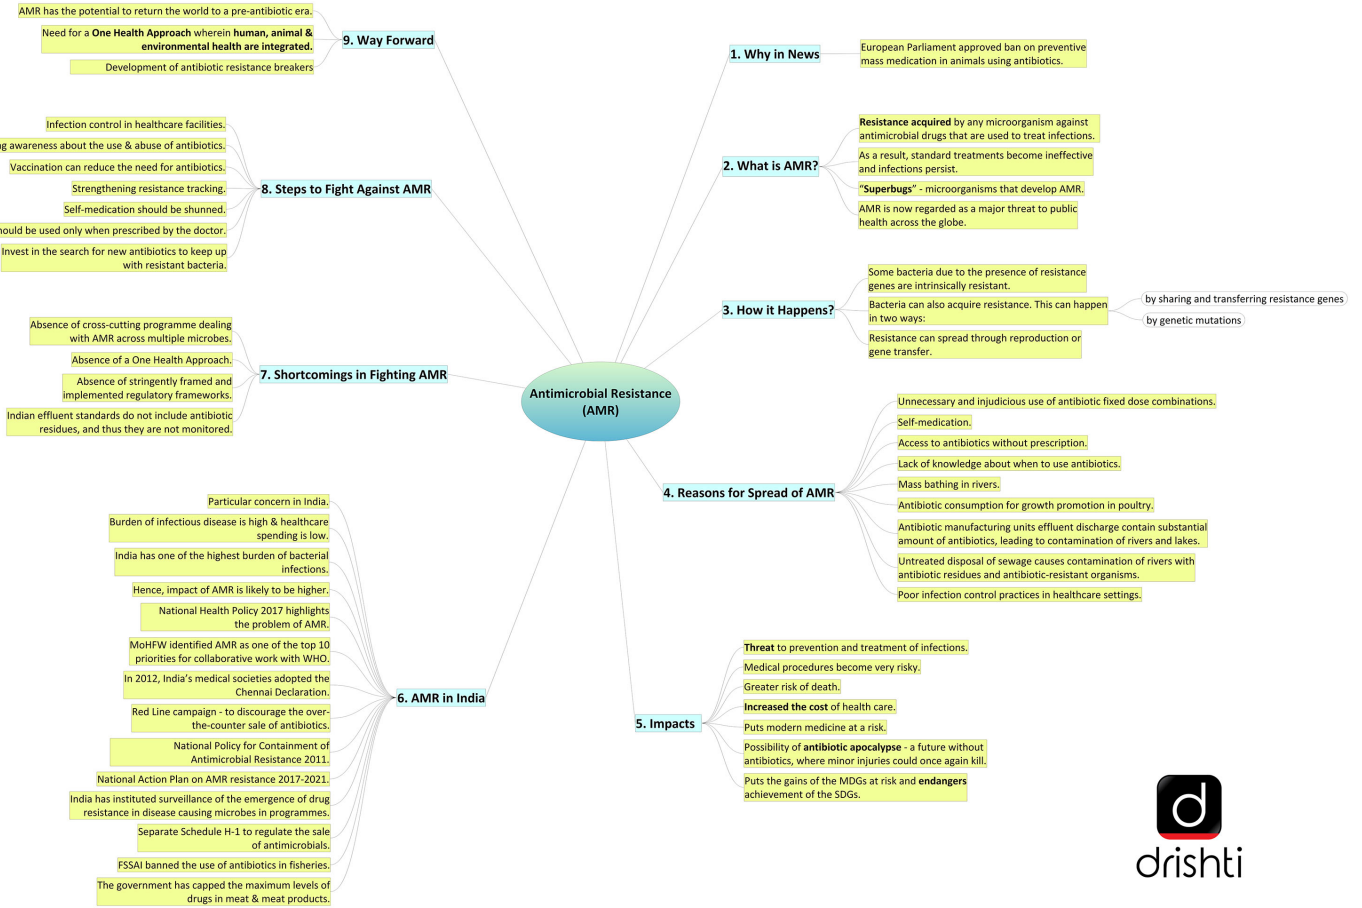 Antimicrobial Resistance
(AMR)
1. Why in News
European Parliament approved ban on preventive
mass medication in animals using antibiotics.
2. What is AMR?
Resistance acquired by any microorganism against
antimicrobial drugs that are used to treat infections.
As a result, standard treatments become ineffective
and infections persist.
“Superbugs” - microorganisms that develop AMR.
AMR is now regarded as a major threat to public
health across the globe.
3. How it Happens?
Some bacteria due to the presence of resistance
genes are intrinsically resistant.
Bacteria can also acquire resistance. This can happen
in two ways:
by sharing and transferring resistance genes
by genetic mutations
Resistance can spread through reproduction or
gene transfer.
4. Reasons for Spread of AMR
Unnecessary and injudicious use of antibiotic fixed dose combinations.
Self-medication.
Access to antibiotics without prescription.
Lack of knowledge about when to use antibiotics.
Mass bathing in rivers.
Antibiotic consumption for growth promotion in poultry.
Antibiotic manufacturing units effluent discharge contain substantial
amount of antibiotics, leading to contamination of rivers and lakes.
Untreated disposal of sewage causes contamination of rivers with
antibiotic residues and antibiotic-resistant organisms.
Poor infection control practices in healthcare settings.
5. Impacts
Threat to prevention and treatment of infections.
Medical procedures become very risky.
Greater risk of death.
Increased the cost of health care.
Puts modern medicine at a risk.
Possibility of antibiotic apocalypse - a future without
antibiotics, where minor injuries could once again kill.
Puts the gains of the MDGs at risk and endangers
achievement of the SDGs.
6. AMR in India
Particular concern in India.
Burden of infectious disease is high & healthcare
spending is low.
India has one of the highest burden of bacterial
infections.
Hence, impact of AMR is likely to be higher.
National Health Policy 2017 highlights
the problem of AMR.
MoHFW identified AMR as one of the top 10
priorities for collaborative work with WHO.
In 2012, India’s medical societies adopted the
Chennai Declaration.
Red Line campaign - to discourage the over-
the-counter sale of antibiotics.
National Policy for Containment of
Antimicrobial Resistance 2011.
National Action Plan on AMR resistance 2017-2021.
India has instituted surveillance of the emergence of drug
resistance in disease causing microbes in programmes.
Separate Schedule H-1 to regulate the sale
of antimicrobials.
FSSAI banned the use of antibiotics in fisheries.
The government has capped the maximum levels of
drugs in meat & meat products.
7. Shortcomings in Fighting AMR
Absence of cross-cutting programme dealing
with AMR across multiple microbes.
Absence of a One Health Approach.
Absence of stringently framed and
implemented regulatory frameworks.
Indian effluent standards do not include antibiotic
residues, and thus they are not monitored.
8. Steps to Fight Against AMR
Infection control in healthcare facilities.
awareness about the use & abuse of antibiotics.
Vaccination can reduce the need for antibiotics.
Strengthening resistance tracking.
Self-medication should be shunned.
be used only when prescribed by the doctor.
Invest in the search for new antibiotics to keep up
with resistant bacteria.
9. Way Forward
AMR has the potential to return the world to a pre-antibiotic era.
Need for a One Health Approach wherein human, animal &
environmental health are integrated.
Development of antibiotic resistance breakers
d
drishti